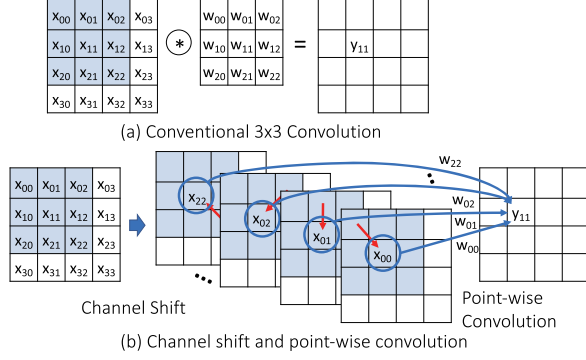 x₀₀ x₀₁ x₀₂ x₀₃ w₀₀ w₀₁ w₀₂
x₁₀ x₁₁ x₁₂ x₁₃ * w₁₀ w₁₁ w₁₂ = y₁₁
x₂₀ x₂₁ x₂₂ x₂₃ w₂₀ w₂₁ w₂₂
x₃₀ x₃₁ x₃₂ x₃₃
(a) Conventional 3x3 Convolution
w₂₂
x₀₀ x₀₁ x₀₂ x₀₃
x₁₀ x₁₁ x₁₂ x₁₃
x₂₀ x₂₁ x₂₂ x₂₃
x₃₀ x₃₁ x₃₂ x₃₃
x₂₂
x₀₂
x₀₁
x₀₀
...
...
w₀₂
w₀₁
w₀₀
y₁₁
Channel Shift
Point-wise
Convolution
(b) Channel shift and point-wise convolution